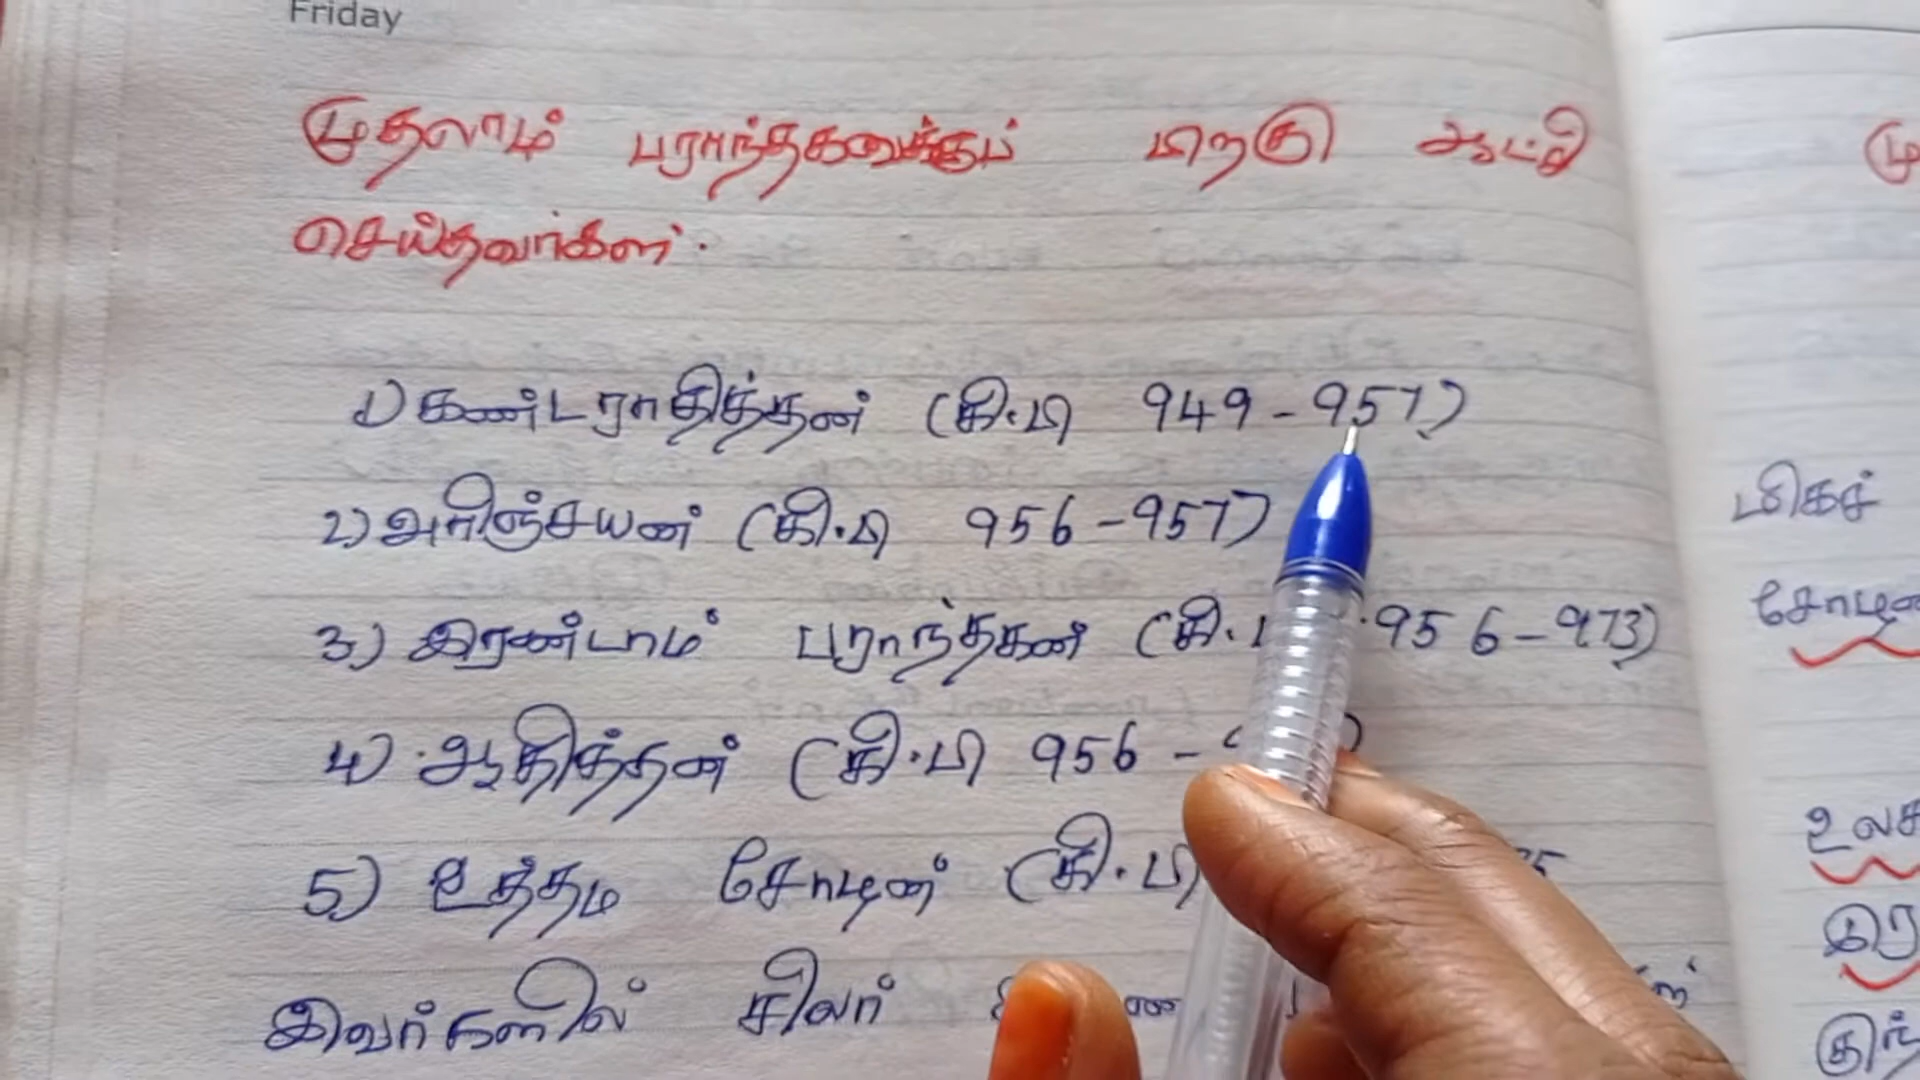 Friday
முதலாம் பராந்தகனுக்குப் பிறகு ஆட்சி
செய்தவர்கள்.
1) கண்டராதித்தன் (கி.பி 949-957)
2) அரிஞ்சயன் (கி.பி 956-957)
3) இரண்டாம் பராந்தகன் (கி. 956-973)
4) ஆதித்தன் (கி.பி 956 -
5) உத்தம சோழன் (கி.பி
இவர்களில் சிலர்
மிகச்